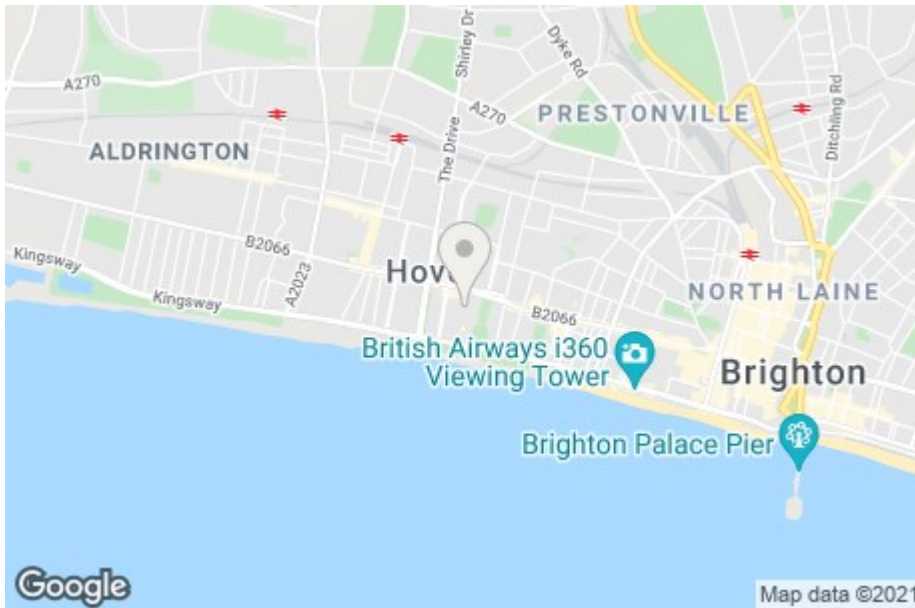 Shirley Dr
Dyke Rd
A270
A270
PRESTONVILLE
Ditchling Rd
ALDRINGTON
The Drive
B2066
Kingsway
A2023
Kingsway
Hov
B2066
NORTH LAINE
British Airways i360
Viewing Tower
Brighton
Brighton Palace Pier
Google
Map data ©2021